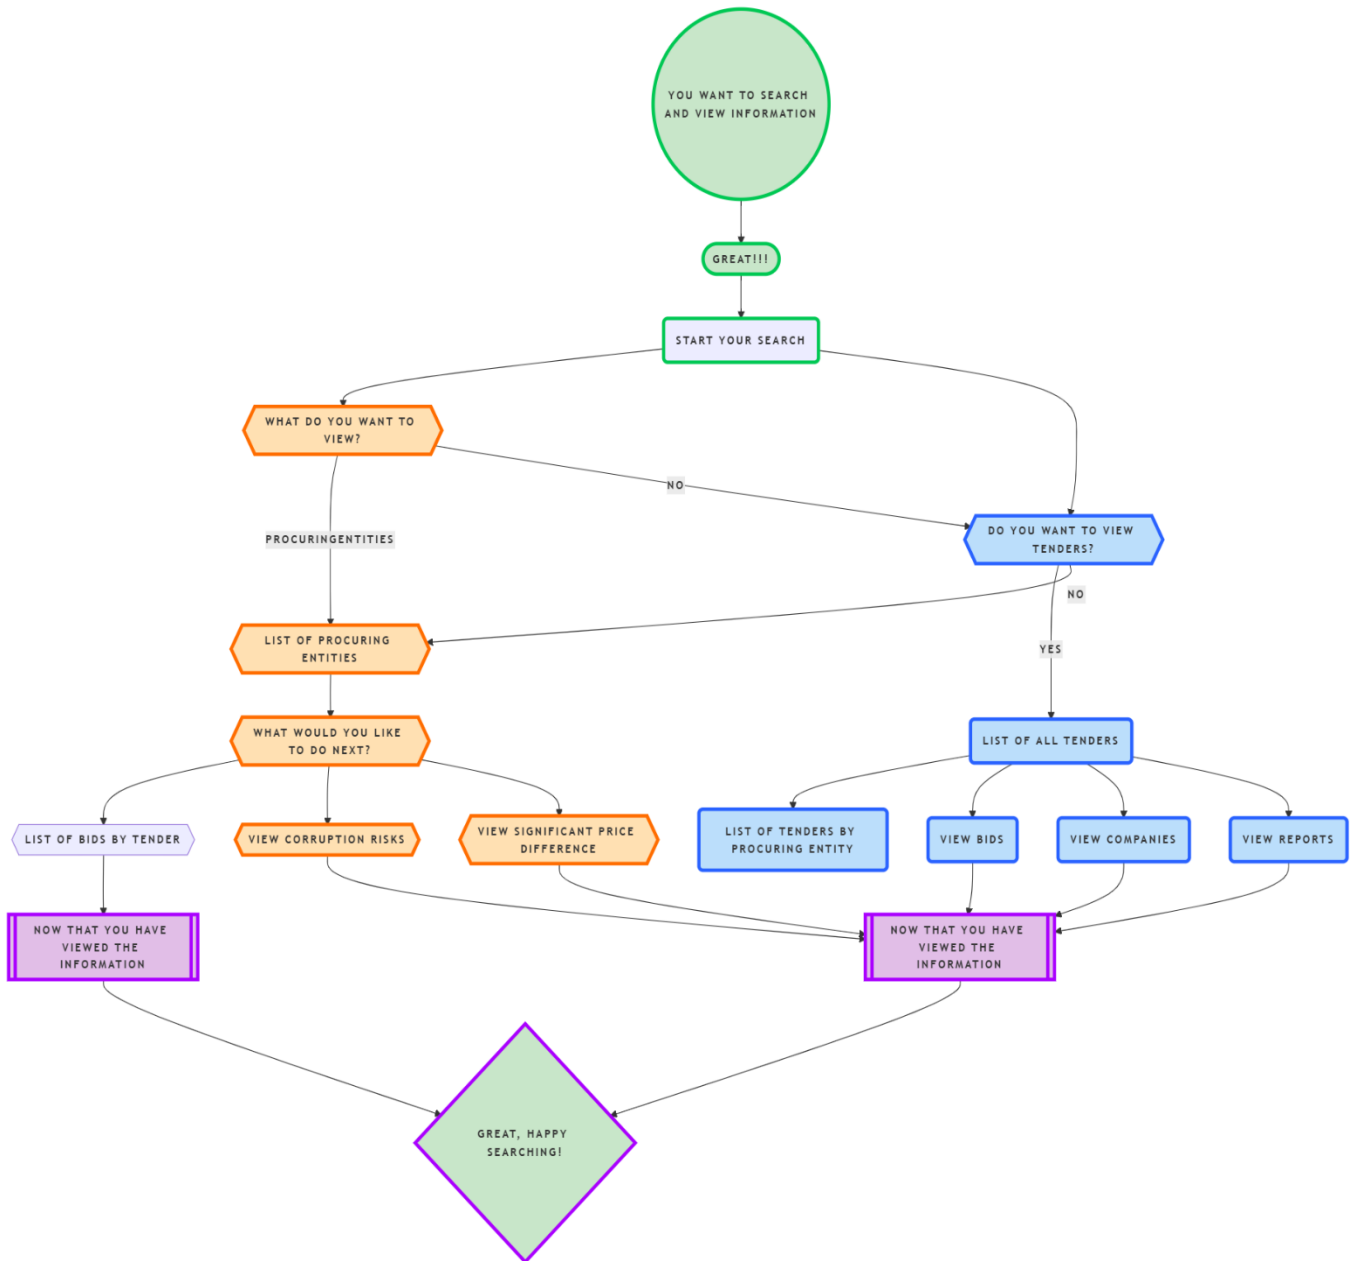 YOU WANT TO SEARCH
AND VIEW INFORMATION
GREAT!!!
START YOUR SEARCH
WHAT DO YOU WANT TO
VIEW?
NO
PROCURINGENTITIES
DO YOU WANT TO VIEW
TENDERS?
NO
YES
LIST OF PROCURING
ENTITIES
WHAT WOULD YOU LIKE
TO DO NEXT?
LIST OF ALL TENDERS
LIST OF BIDS BY TENDER
VIEW CORRUPTION RISKS
VIEW SIGNIFICANT PRICE
DIFFERENCE
LIST OF TENDERS BY
PROCURING ENTITY
VIEW BIDS
VIEW COMPANIES
VIEW REPORTS
NOW THAT YOU HAVE
VIEWED THE
INFORMATION
NOW THAT YOU HAVE
VIEWED THE
INFORMATION
GREAT, HAPPY
SEARCHING!